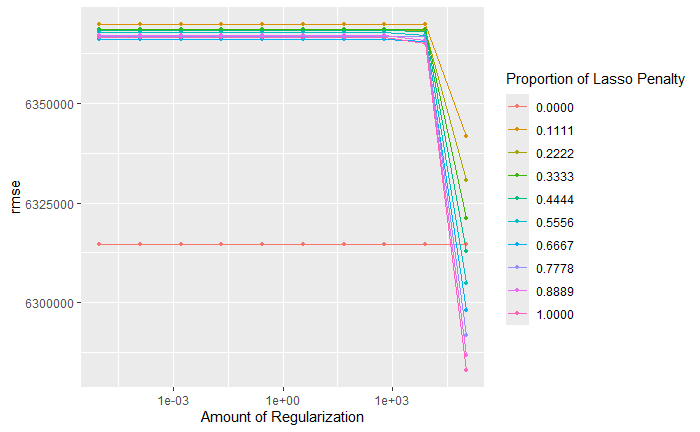 rmse
6350000
6325000
6300000
1e-03
1e+00
1e+03
Amount of Regularization
Proportion of Lasso Penalty
0.0000
0.1111
0.2222
0.3333
0.4444
0.5556
0.6667
0.7778
0.8889
1.0000